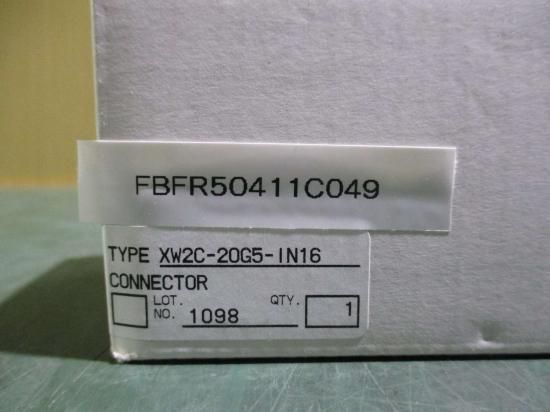 FBFR50411C049
TYPE XW2C-20G5-IN16
CONNECTOR
LOT. NO. 1098 QTY. 1